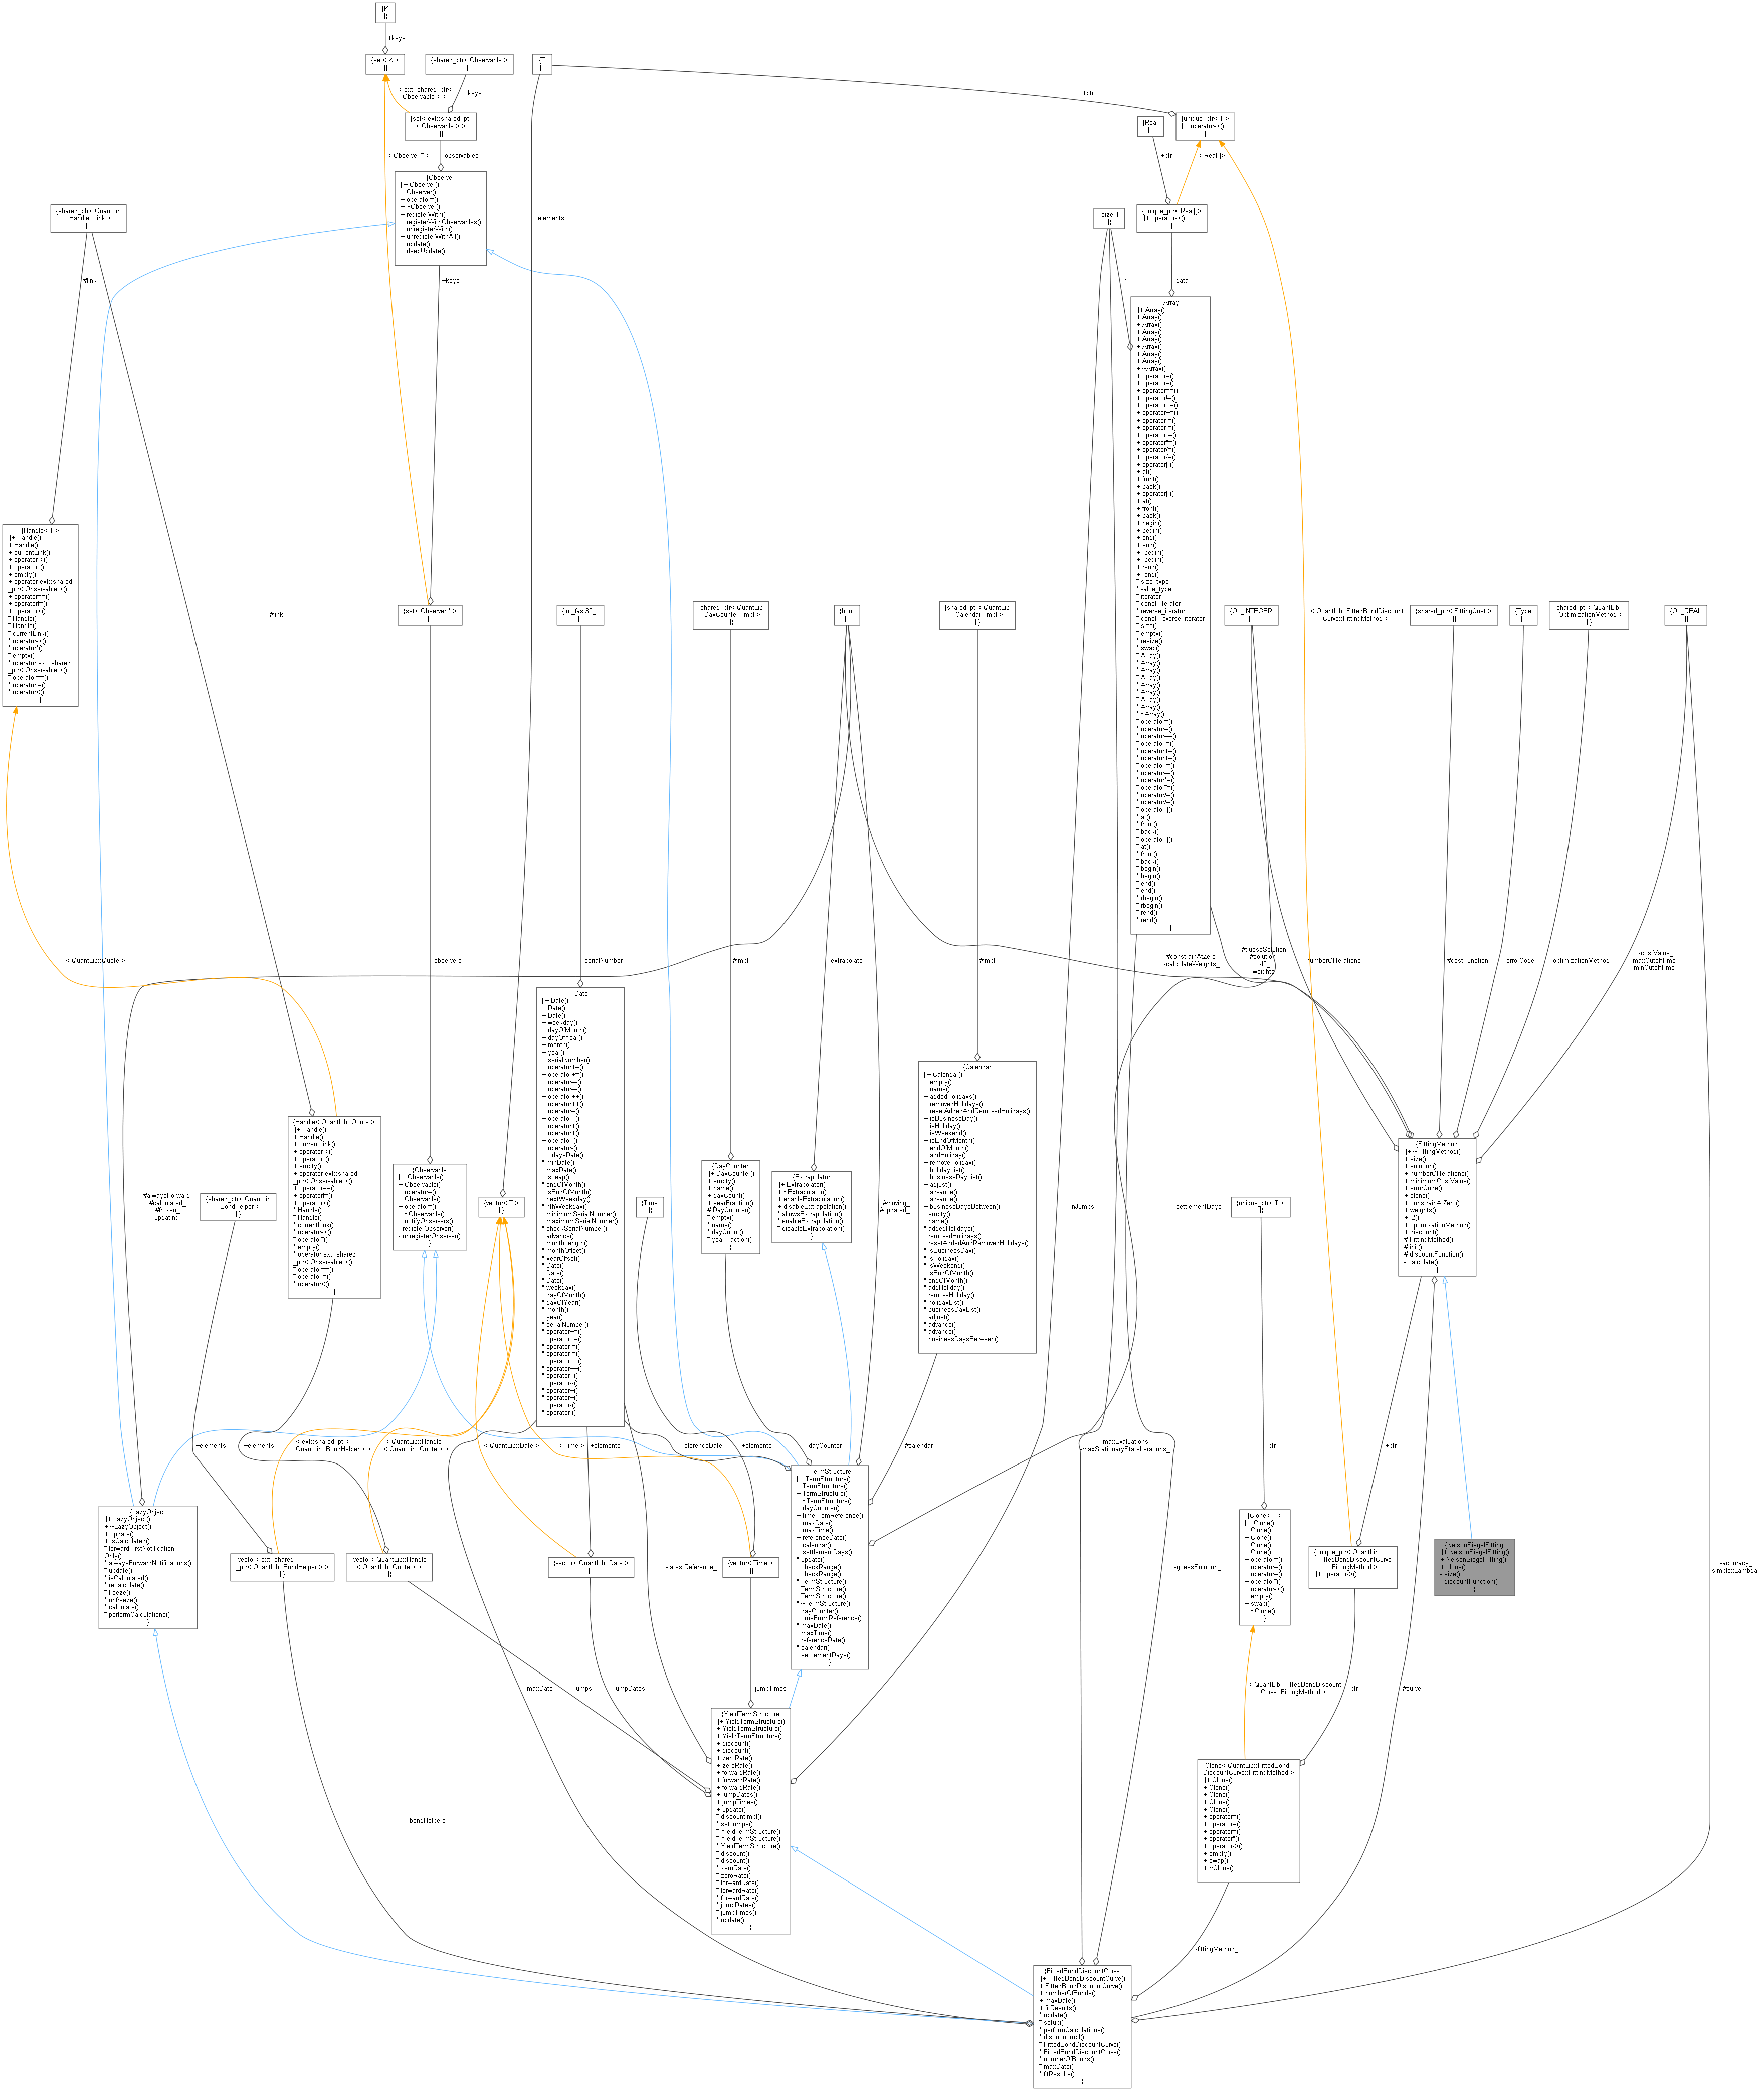 {K
||}
+keys
{set< K >
||}
{shared_ptr< Observable >
||}
{T
||}
< ext::shared_ptr<
Observable > >
+keys
+ptr
{set< ext::shared_ptr
< Observable > >
||}
{Real
||}
{unique_ptr< T >
||+ operator->()
}
< Observer * >
-observables_
+ptr
< Real[]>
{Observer
||+ Observer()
+ Observer()
+ operator=()
+ ~Observer()
+ registerWith()
+ registerWithObservables()
+ unregisterWith()
+ unregisterWithAll()
+ update()
+ deepUpdate()
}
{shared_ptr< QuantLib
::Handle::Link >
||}
+elements
{size_t
||}
{unique_ptr< Real[]>
||+ operator->()
}
#link_
+keys
-n_
-data_
{Array
||+ Array()
+ Array()
+ Array()
+ Array()
+ Array()
+ Array()
+ Array()
+ Array()
+ ~Array()
+ operator=()
+ operator=()
+ operator==()
+ operator!=()
+ operator+=()
+ operator+=()
+ operator-=()
+ operator-=()
+ operator*=()
+ operator*=()
+ operator/=()
+ operator/=()
+ operator[]()
+ at()
+ front()
+ back()
+ operator[]()
+ at()
+ front()
+ back()
+ begin()
+ begin()
+ end()
+ end()
+ rbegin()
+ rbegin()
+ rend()
+ rend()
* size_type
* value_type
* iterator
* const_iterator
* reverse_iterator
* const_reverse_iterator
* size()
* empty()
* resize()
* swap()
* Array()
* Array()
* Array()
* Array()
* Array()
* Array()
* Array()
* Array()
* ~Array()
* operator=()
* operator=()
* operator==()
* operator!=()
* operator+=()
* operator+=()
* operator-=()
* operator-=()
* operator*=()
* operator*=()
* operator/=()
* operator/=()
* operator[]()
* at()
* front()
* back()
* operator[]()
* at()
* front()
* back()
* begin()
* begin()
* end()
* end()
* rbegin()
* rbegin()
* rend()
* rend()
}
{Handle< T >
||+ Handle()
+ Handle()
+ currentLink()
+ operator->()
+ operator*()
+ empty()
+ operator ext::shared
_ptr< Observable >()
+ operator==()
+ operator!=()
+ operator<()
* Handle()
* Handle()
* currentLink()
* operator->()
* operator*()
* empty()
* operator ext::shared
_ptr< Observable >()
* operator==()
* operator!=()
* operator<()
}
#link_
{set< Observer * >
||}
{int_fast32_t
||}
{shared_ptr< QuantLib
::DayCounter::Impl >
||}
{bool
||}
{shared_ptr< QuantLib
::Calendar::Impl >
||}
{QL_INTEGER
||}
< QuantLib::FittedBondDiscount
Curve::FittingMethod >
{shared_ptr< FittingCost >
||}
{Type
||}
{shared_ptr< QuantLib
::OptimizationMethod >
||}
{QL_REAL
||}
< QuantLib::Quote >
-observers_
-serialNumber_
#impl_
-extrapolate_
#impl_
#constrainAtZero_
-calculateWeights_
#guessSolution_
#solution_
-l2_
-weights_
-numberOfIterations_
#costFunction_
-errorCode_
-optimizationMethod_
-costValue_
-maxCutoffTime_
-minCutoffTime_
{Date
||+ Date()
+ Date()
+ Date()
+ weekday()
+ dayOfMonth()
+ dayOfYear()
+ month()
+ year()
+ serialNumber()
+ operator+=()
+ operator+=()
+ operator-=()
+ operator-=()
+ operator++()
+ operator++()
+ operator--()
+ operator--()
+ operator+()
+ operator+()
+ operator-()
+ operator-()
* todaysDate()
* minDate()
* maxDate()
* isLeap()
* endOfMonth()
* isEndOfMonth()
* nextWeekday()
* nthWeekday()
* minimumSerialNumber()
* maximumSerialNumber()
* checkSerialNumber()
* advance()
* monthLength()
* monthOffset()
* yearOffset()
* Date()
* Date()
* Date()
* weekday()
* dayOfMonth()
* dayOfYear()
* month()
* year()
* serialNumber()
* operator+=()
* operator+=()
* operator-=()
* operator-=()
* operator++()
* operator++()
* operator--()
* operator--()
* operator+()
* operator+()
* operator-()
* operator-()
}
{Calendar
||+ Calendar()
+ empty()
+ name()
+ addedHolidays()
+ removedHolidays()
+ resetAddedAndRemovedHolidays()
+ isBusinessDay()
+ isHoliday()
+ isWeekend()
+ isEndOfMonth()
+ endOfMonth()
+ addHoliday()
+ removeHoliday()
+ holidayList()
+ businessDayList()
+ adjust()
+ advance()
+ advance()
+ businessDaysBetween()
* empty()
* name()
* addedHolidays()
* removedHolidays()
* resetAddedAndRemovedHolidays()
* isBusinessDay()
* isHoliday()
* isWeekend()
* isEndOfMonth()
* endOfMonth()
* addHoliday()
* removeHoliday()
* holidayList()
* businessDayList()
* adjust()
* advance()
* advance()
* businessDaysBetween()
}
{Handle< QuantLib::Quote >
||+ Handle()
+ Handle()
+ currentLink()
+ operator->()
+ operator*()
+ empty()
+ operator ext::shared
_ptr< Observable >()
+ operator==()
+ operator!=()
+ operator<()
* Handle()
* Handle()
* currentLink()
* operator->()
* operator*()
* empty()
* operator ext::shared
_ptr< Observable >()
* operator==()
* operator!=()
* operator<()
}
{FittingMethod
||+ ~FittingMethod()
+ size()
+ solution()
+ numberOfIterations()
+ minimumCostValue()
+ errorCode()
+ clone()
+ constrainAtZero()
+ weights()
+ l2()
+ optimizationMethod()
+ discount()
# FittingMethod()
# init()
# discountFunction()
- calculate()
}
{Observable
||+ Observable()
+ Observable()
+ operator=()
+ Observable()
+ operator=()
+ ~Observable()
+ notifyObservers()
- registerObserver()
- unregisterObserver()
}
{DayCounter
||+ DayCounter()
+ empty()
+ name()
+ dayCount()
+ yearFraction()
# DayCounter()
* empty()
* name()
* dayCount()
* yearFraction()
}
{Extrapolator
||+ Extrapolator()
+ ~Extrapolator()
+ enableExtrapolation()
+ disableExtrapolation()
+ allowsExtrapolation()
* enableExtrapolation()
* disableExtrapolation()
* allowsExtrapolation()
}
#alwaysForward_
#calculated_
#frozen_
-updating_
{shared_ptr< QuantLib
::BondHelper >
||}
{vector< T >
||}
{Time
||}
#moving_
#updated_
-nJumps_
-settlementDays_
{unique_ptr< T >
||}
+elements
+elements
< ext::shared_ptr<
QuantLib::BondHelper > >
< QuantLib::Handle
< QuantLib::Quote > >
< QuantLib::Date >
< Time >
+elements
-referenceDate_
+elements
-dayCounter_
#calendar_
-maxEvaluations_
-maxStationaryStateIterations_
-ptr_
+ptr
{TermStructure
||+ TermStructure()
+ TermStructure()
+ TermStructure()
+ ~TermStructure()
+ dayCounter()
+ timeFromReference()
+ maxDate()
+ maxTime()
+ referenceDate()
+ calendar()
+ settlementDays()
* update()
* checkRange()
* checkRange()
* TermStructure()
* TermStructure()
* TermStructure()
* ~TermStructure()
* dayCounter()
* timeFromReference()
* maxDate()
* maxTime()
* referenceDate()
* calendar()
* settlementDays()
}
{LazyObject
||+ LazyObject()
+ ~LazyObject()
+ update()
+ isCalculated()
* forwardFirstNotification
Only()
* alwaysForwardNotifications()
* update()
* isCalculated()
* recalculate()
* freeze()
* unfreeze()
* calculate()
* performCalculations()
}
{vector< ext::shared
_ptr< QuantLib::BondHelper > >
||}
{vector< QuantLib::Handle
< QuantLib::Quote > >
||}
{vector< QuantLib::Date >
||}
-latestReference_
{vector< Time >
||}
-guessSolution_
{Clone< T >
||+ Clone()
+ Clone()
+ Clone()
+ Clone()
+ Clone()
+ operator=()
+ operator=()
+ operator=()
+ operator*()
+ operator->()
+ empty()
+ swap()
+ ~Clone()
}
{unique_ptr< QuantLib
::FittedBondDiscountCurve
::FittingMethod >
||+ operator->()
}
{NelsonSiegelFitting
||+ NelsonSiegelFitting()
+ NelsonSiegelFitting()
+ clone()
- size()
- discountFunction()
}
-accuracy_
-simplexLambda_
-maxDate_
-jumps_
-jumpDates_
-jumpTimes_
< QuantLib::FittedBondDiscount
Curve::FittingMethod >
-ptr_
#curve_
{YieldTermStructure
||+ YieldTermStructure()
+ YieldTermStructure()
+ YieldTermStructure()
+ discount()
+ discount()
+ zeroRate()
+ zeroRate()
+ forwardRate()
+ forwardRate()
+ forwardRate()
+ jumpDates()
+ jumpTimes()
+ update()
* discountImpl()
* setJumps()
* YieldTermStructure()
* YieldTermStructure()
* YieldTermStructure()
* discount()
* discount()
* zeroRate()
* zeroRate()
* forwardRate()
* forwardRate()
* forwardRate()
* jumpDates()
* jumpTimes()
* update()
}
-bondHelpers_
{Clone< QuantLib::FittedBond
DiscountCurve::FittingMethod >
||+ Clone()
+ Clone()
+ Clone()
+ Clone()
+ Clone()
+ operator=()
+ operator=()
+ operator=()
+ operator*()
+ operator->()
+ empty()
+ swap()
+ ~Clone()
}
-fittingMethod_
{FittedBondDiscountCurve
||+ FittedBondDiscountCurve()
+ FittedBondDiscountCurve()
+ numberOfBonds()
+ maxDate()
+ fitResults()
* update()
* setup()
* performCalculations()
* discountImpl()
* FittedBondDiscountCurve()
* FittedBondDiscountCurve()
* numberOfBonds()
* maxDate()
* fitResults()
}